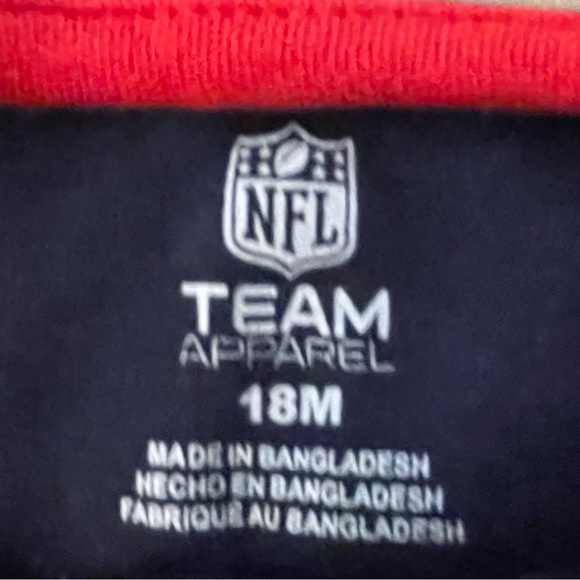 NFL
TEAM
APPAREL
18M
MADE IN BANGLADESH
HECHO EN BANGLADESH
FABRIQUÉ AU BANGLADESH